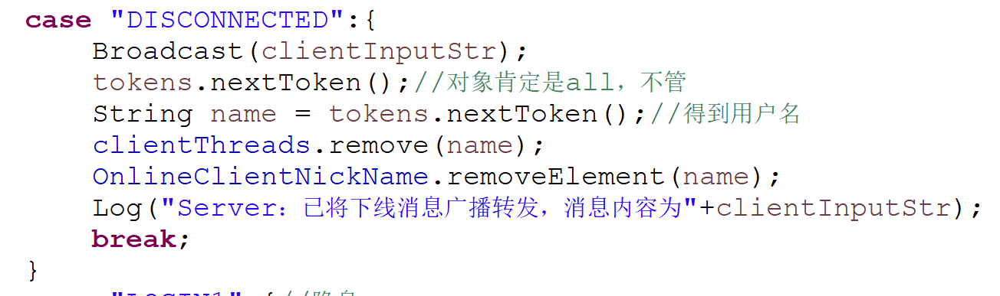 case "DISCONNECTED":{
    Broadcast(clientInputStr);
    tokens.nextToken();//对象肯定是all，不管
    String name = tokens.nextToken();//得到用户名
    clientThreads.remove(name);
    OnlineClientNickName.removeElement(name);
    Log("Server：已将下线消息广播转发，消息内容为"+clientInputStr);
    break;
}